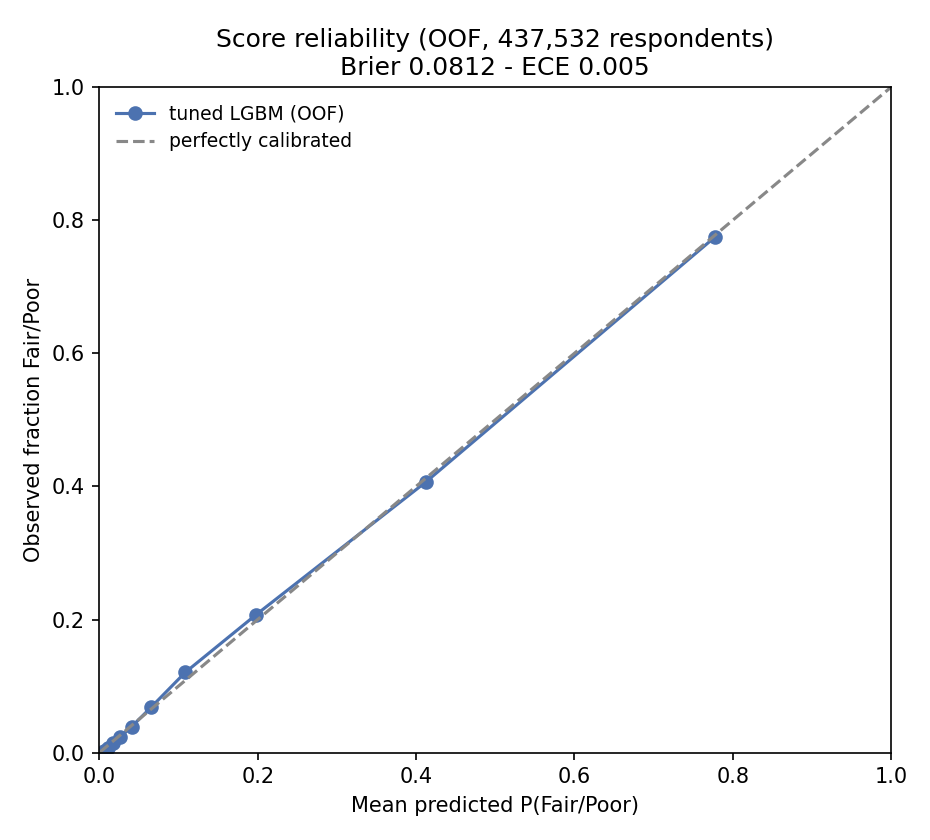 Score reliability (OOF, 437,532 respondents)
Brier 0.0812 - ECE 0.005
tuned LGBM (OOF)
perfectly calibrated
Observed fraction Fair/Poor
1.0
0.8
0.6
0.4
0.2
0.0
0.0 0.2 0.4 0.6 0.8 1.0
Mean predicted P(Fair/Poor)